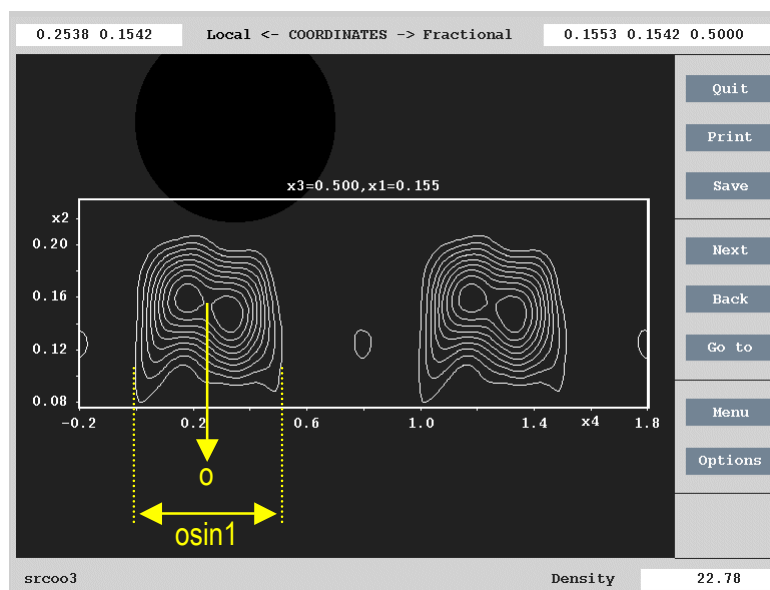 0.2538 0.1542 Local <- COORDINATES -> Fractional 0.1553 0.1542 0.5000
Quit
Print
Save
Next
Back
Go to
Menu
Options
x3=0.500,x1=0.155
x2
0.20
0.16
0.12
0.08
-0.2 0.2 0.6 1.0 1.4 x4 1.8
o
osin1
srcoo3 Density 22.78